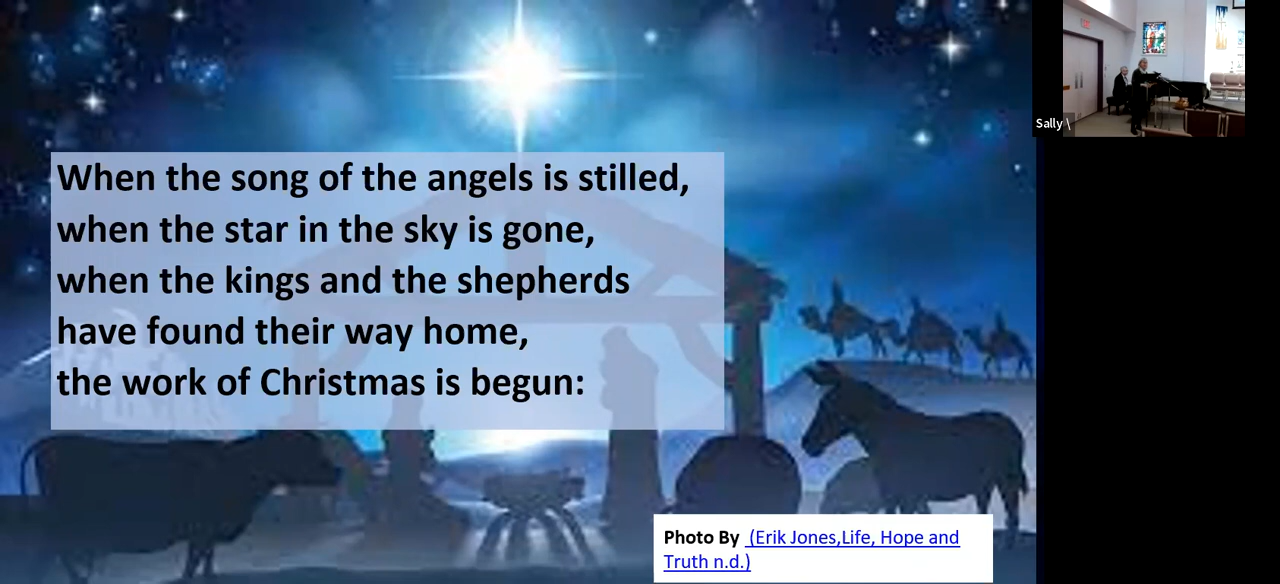 When the song of the angels is stilled,
when the star in the sky is gone,
when the kings and the shepherds
have found their way home,
the work of Christmas is begun:
Photo By (Erik Jones,Life, Hope and
Truth n.d.)
Sally \